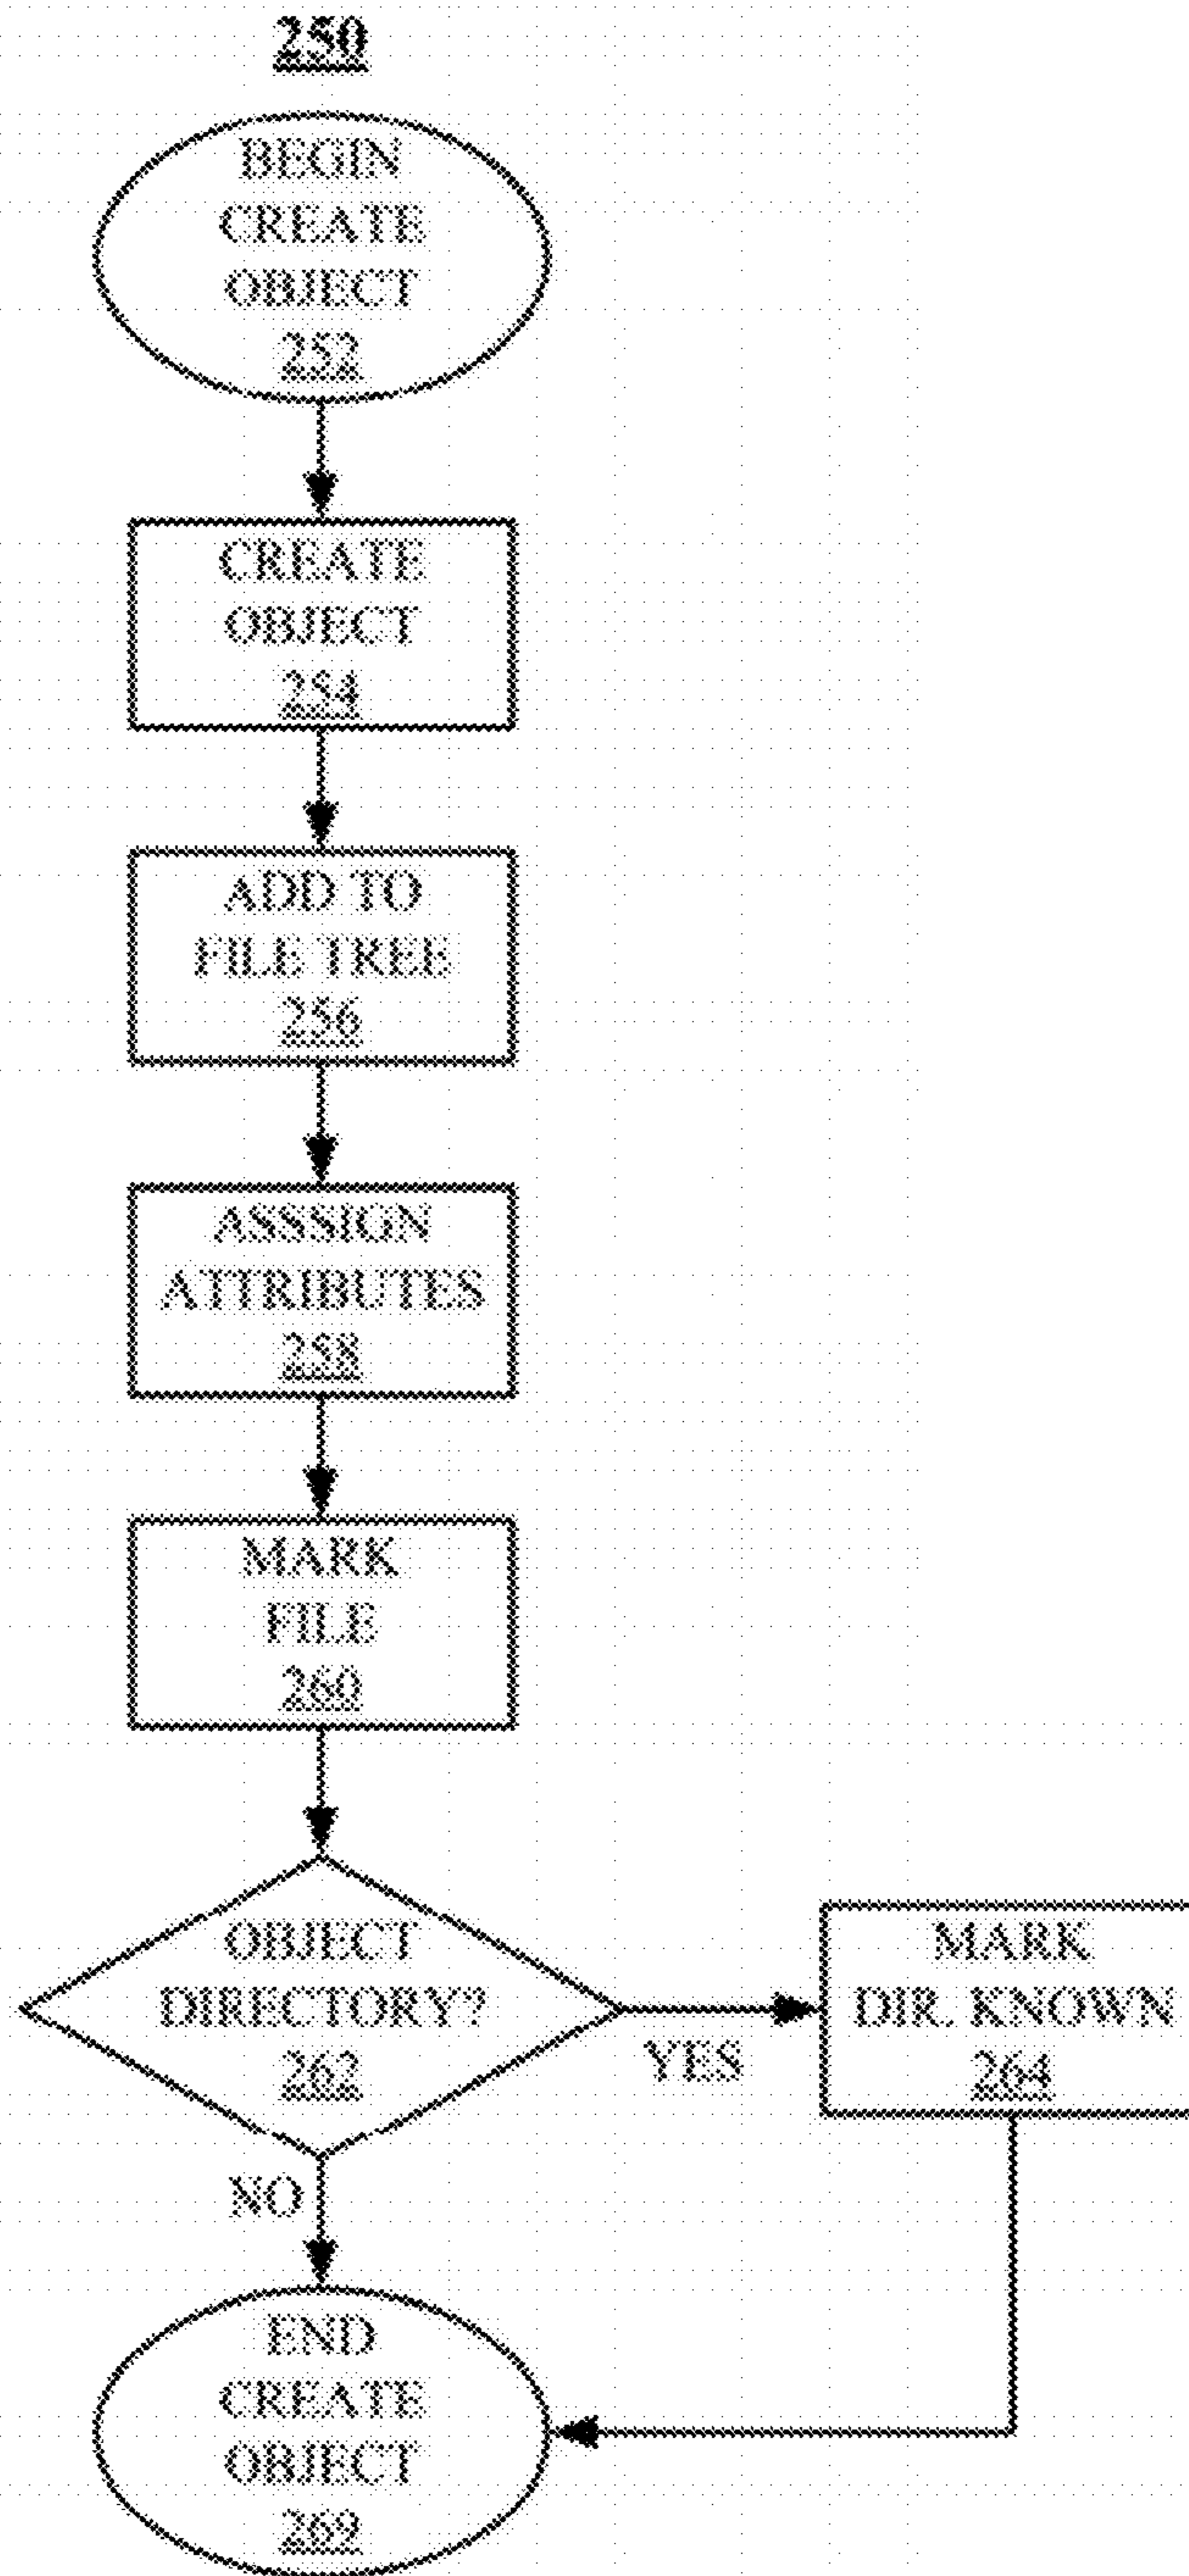 250
BEGIN
CREATE
OBJECT
252
CREATE
OBJECT
254
ADD TO
FILE TREE
256
ASSSIGN
ATTRIBUTES
258
MARK
FILE
260
OBJECT
DIRECTORY?
262
YES
MARK
DIR. KNOWN
264
NO
END
CREATE
OBJECT
269